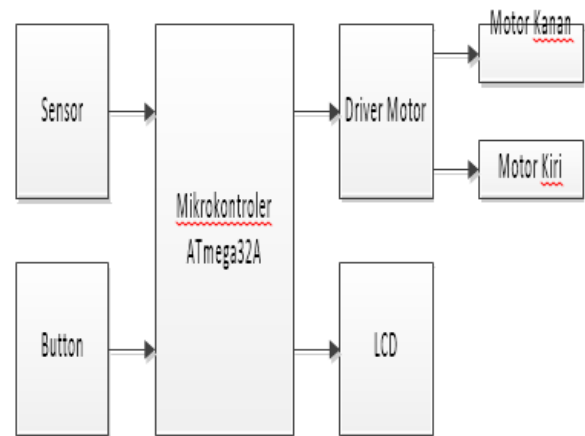 Sensor
Mikrokontroler
ATmega32A
Driver Motor
Motor Kanan
Motor Kiri
Button
LCD